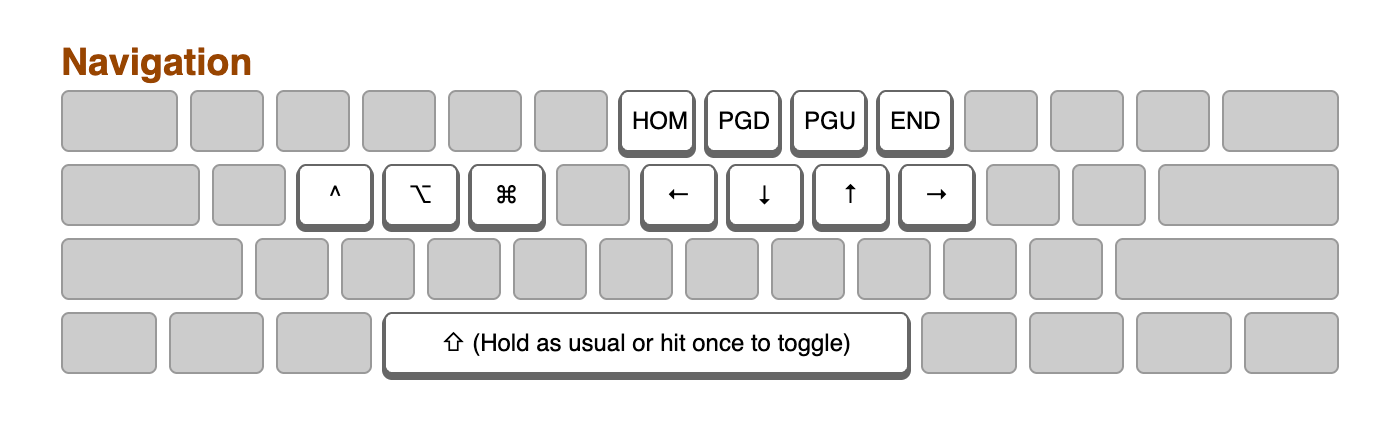 Navigation
HOM PGD PGU END
^ ⌥ ⌘ ← ↓ ↑ →
⇧ (Hold as usual or hit once to toggle)